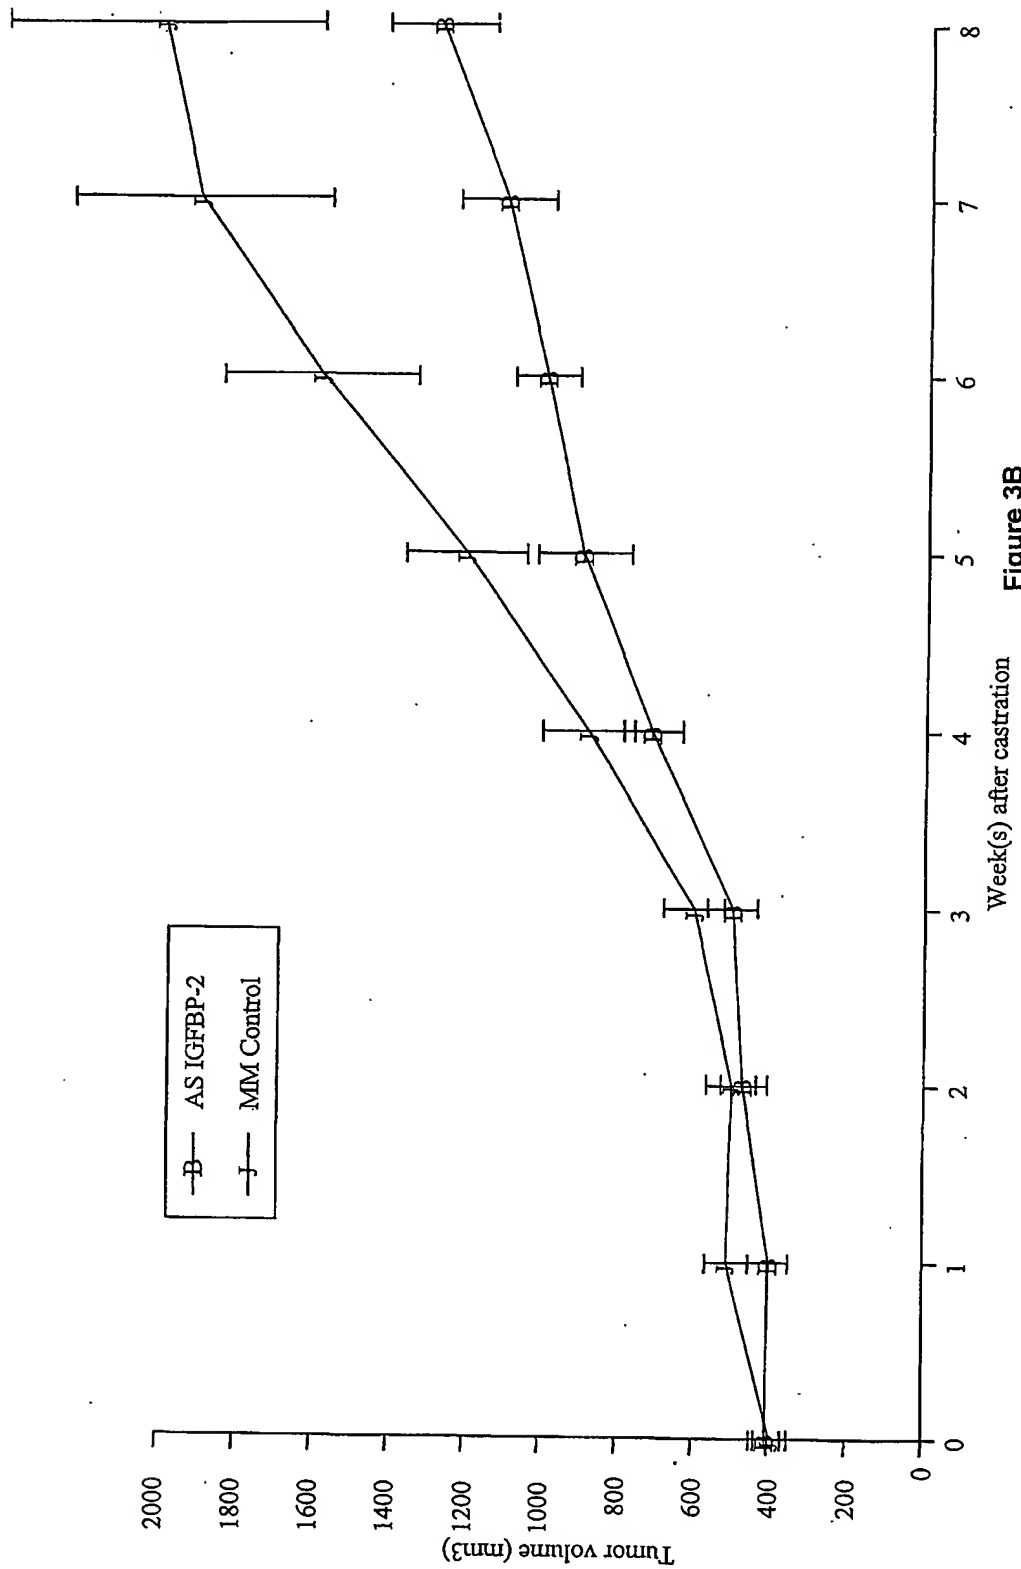 2000
1800
1600
1400
1200
1000
800
600
400
200
0
Tumor volume (mm3)
B AS IGFBP-2
J MM Control
0 1 2 3 4 5 6 7 8
Week(s) after castration
Figure 3B